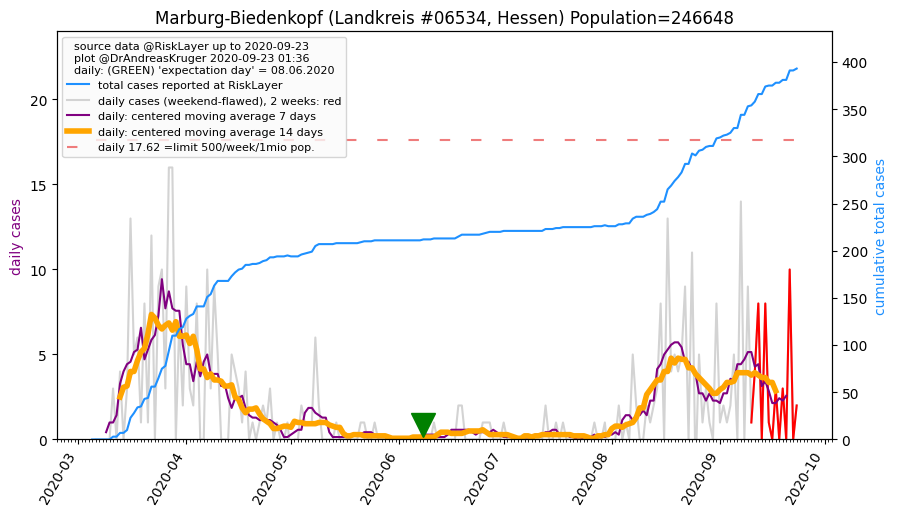 Marburg-Biedenkopf (Landkreis #06534, Hessen) Population=246648
source data @RiskLayer up to 2020-09-23
plot @DrAndreasKruger 2020-09-23 01:36
daily: (GREEN) 'expectation day' = 08.06.2020
total cases reported at RiskLayer
daily cases (weekend-flawed), 2 weeks: red
daily: centered moving average 7 days
daily: centered moving average 14 days
daily 17.62 =limit 500/week/1mio pop.
daily cases
20
15
10
5
0
cumulative total cases
400
350
300
250
200
150
100
50
0
2020-03
2020-04
2020-05
2020-06
2020-07
2020-08
2020-09
2020-10